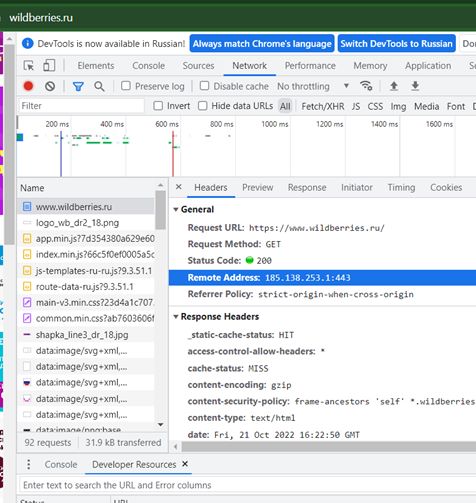 wildberries.ru
DevTools is now available in Russian! Always match Chrome's language Switch DevTools to Russian
Elements Console Sources Network Performance Memory Application
Preserve log Disable cache No throttling
Filter Invert Hide data URLs All Fetch/XHR JS CSS Img Media Font
200 ms 400 ms 600 ms 800 ms 1000 ms 1200 ms 1400 ms 1600 ms
Name × Headers Preview Response Initiator Timing Cookies
www.wildberries.ru
logo_wb_dr2_18.png
app.min.js?7d354380a629e60
index.min.js?66c5f0ef0005a5c
js-templates-ru-ru.js?9.3.51.1
route-data-ru.js?9.3.51.1
main-v3.min.css?23d4a1c707
common.min.css?ab7603606f
shapka_line3_dr_18.jpg
data:image/svg+xml,...
data:image/svg+xml,...
data:image/svg+xml,...
data:image/svg+xml,...
data:image/svg+xml,...
General
Request URL: https://www.wildberries.ru/
Request Method: GET
Status Code: 200
Remote Address: 185.138.253.1:443
Referrer Policy: strict-origin-when-cross-origin
Response Headers
_static-cache-status: HIT
access-control-allow-headers: *
cache-status: MISS
content-encoding: gzip
content-security-policy: frame-ancestors 'self' *.wildberries
content-type: text/html
date: Fri, 21 Oct 2022 16:22:50 GMT
92 requests 31.9 kB transferred
Console Developer Resources ×
Enter text to search the URL and Error columns
Status URL